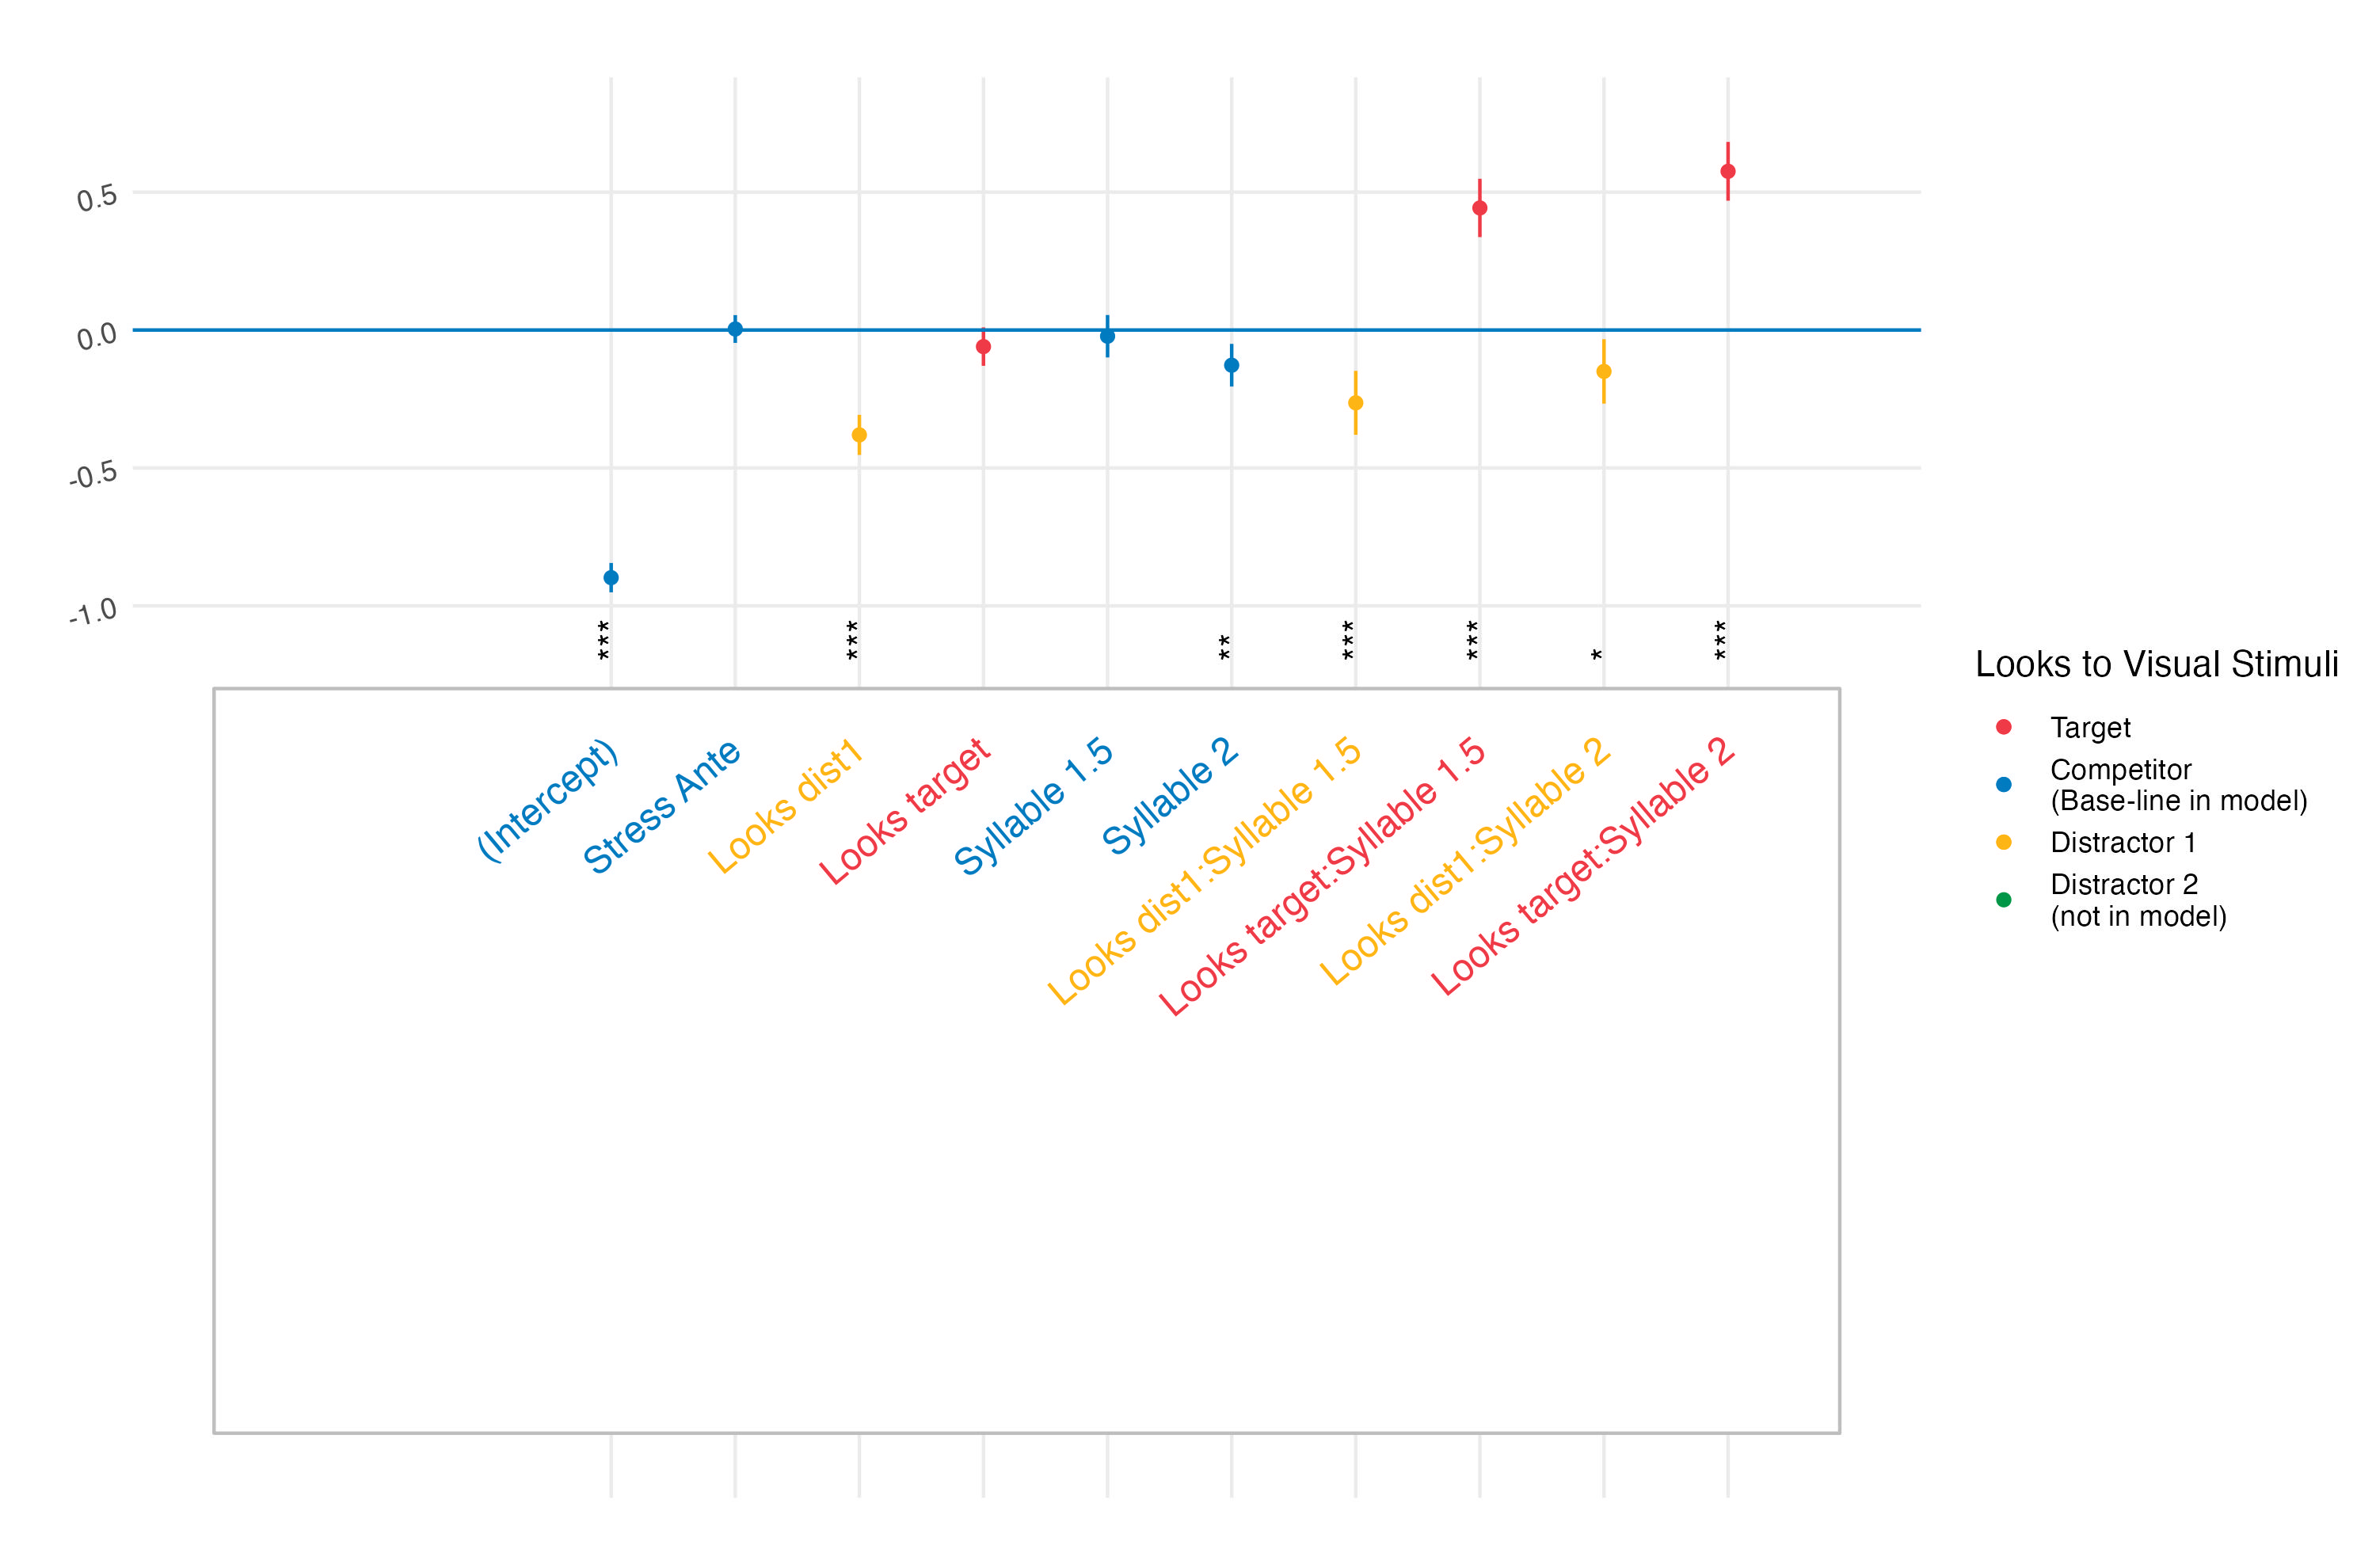 0.5
0.0
-0.5
-1.0
***
***
**
***
***
*
***
(Intercept)
Stress Ante
Looks dist1
Looks target
Syllable 1.5
Syllable 2
Looks dist1:Syllable 1.5
Looks target:Syllable 1.5
Looks dist1:Syllable 2
Looks target:Syllable 2
Looks to Visual Stimuli
Target
Competitor
(Base-line in model)
Distractor 1
Distractor 2
(not in model)